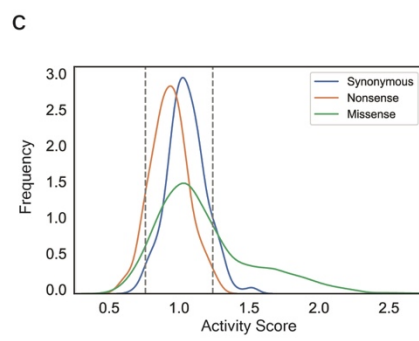 C
3.0
2.5
2.0
1.5
1.0
0.5
0.0
Frequency
Synonymous
Nonsense
Missense
0.5 1.0 1.5 2.0 2.5
Activity Score